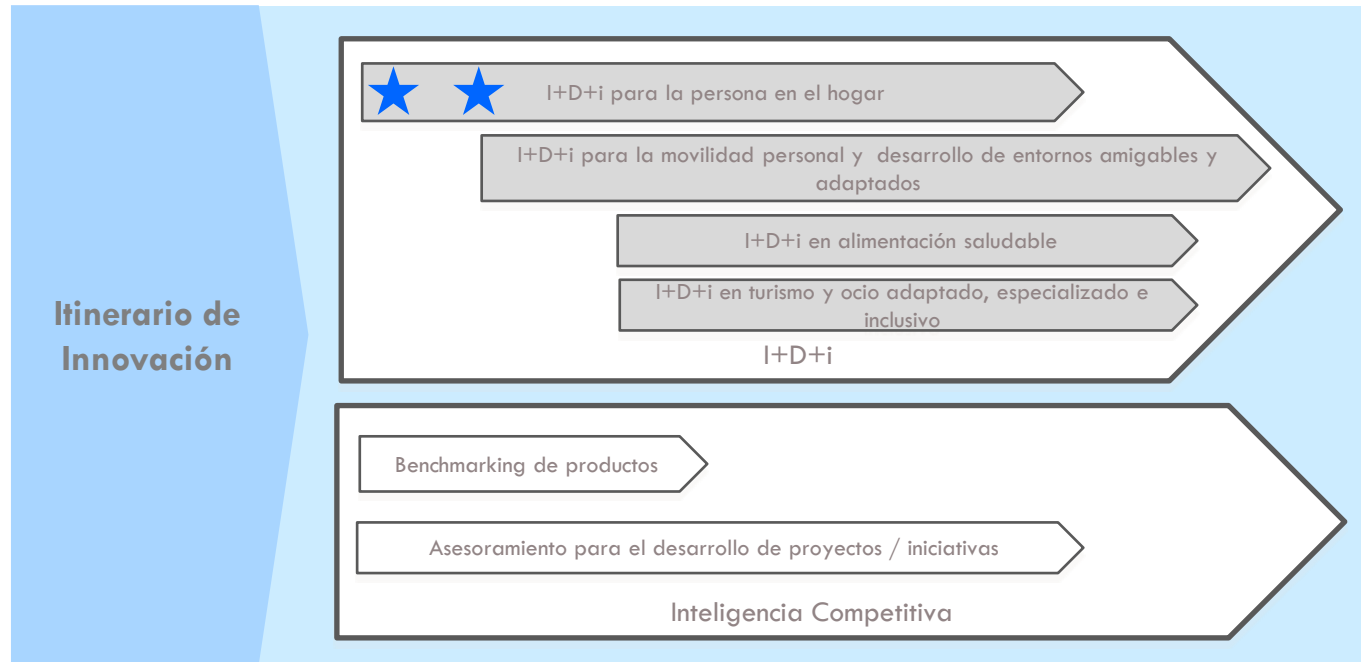 Itinerario de
Innovación
I+D+i para la persona en el hogar
I+D+i para la movilidad personal y  desarrollo de entornos amigables y
adaptados
I+D+i en alimentación saludable
I+D+i en turismo y ocio adaptado, especializado e
inclusivo
I+D+i
Benchmarking de productos
Asesoramiento para el desarrollo de proyectos / iniciativas
Inteligencia Competitiva